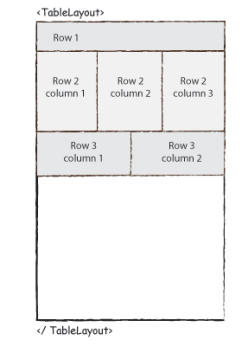 <TableLayout>
Row 1
Row 2
column 1
Row 2
column 2
Row 2
column 3
Row 3
column 1
Row 3
column 2
</ TableLayout>